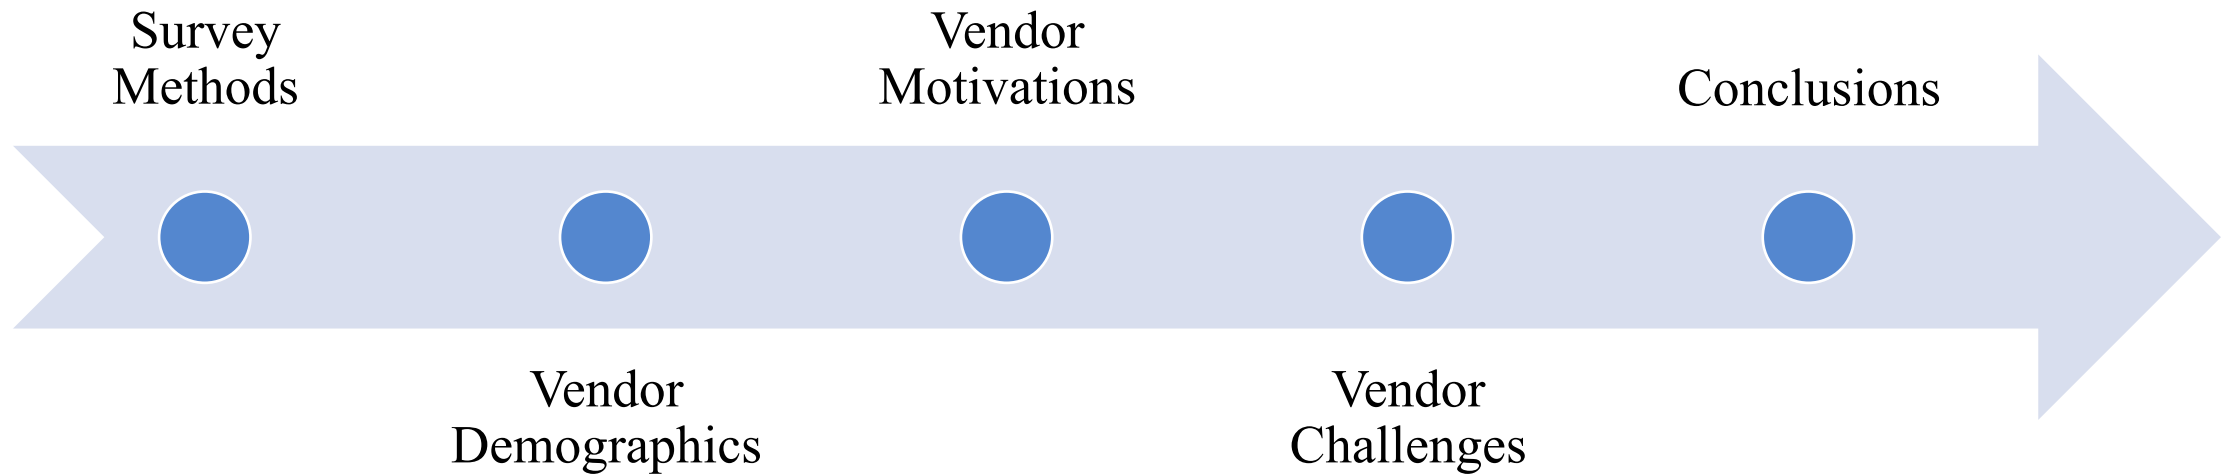 Survey
Methods
Vendor
Demographics
Vendor
Motivations
Vendor
Challenges
Conclusions